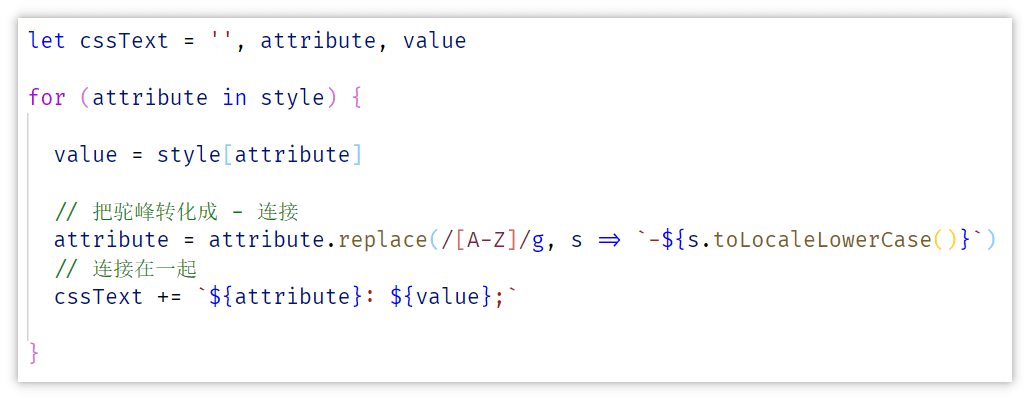 let cssText = '', attribute, value
for (attribute in style) {
value = style[attribute]
// 把驼峰转化成 - 连接
attribute = attribute.replace(/[A-Z]/g, s => `-${s.toLocaleLowerCase()}`)
// 连接在一起
cssText += `${attribute}: ${value};`
}